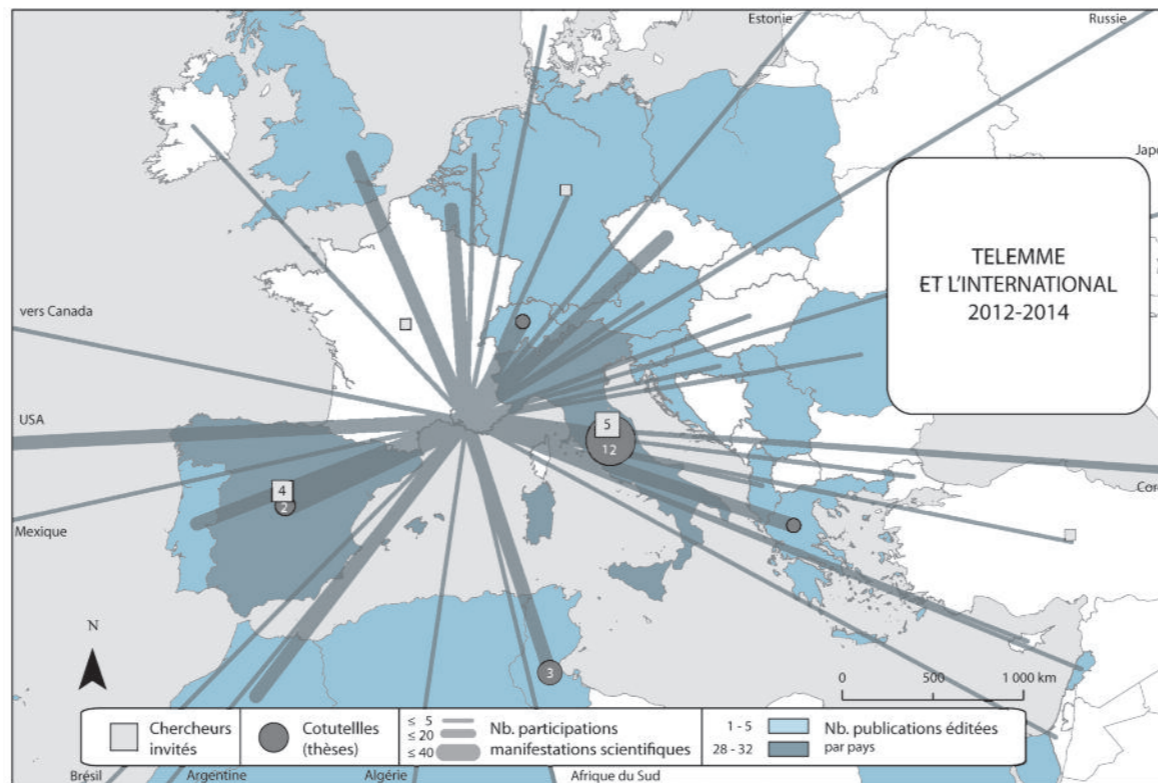 Estonie
Russie
Japo
TELEMME
ET L'INTERNATIONAL
2012-2014
vers Canada
USA
5
12
4
2
Mexique
Core
N
3
0 500 1 000 km
Chercheurs
invités
Cotutellles
(thèses)
≤ 5
≤ 20
≤ 40
Nb. participations
manifestations scientifiques
1 - 5
28 - 32
Nb. publications éditées
par pays
Brésil
Argentine
Algérie
Afrique du Sud